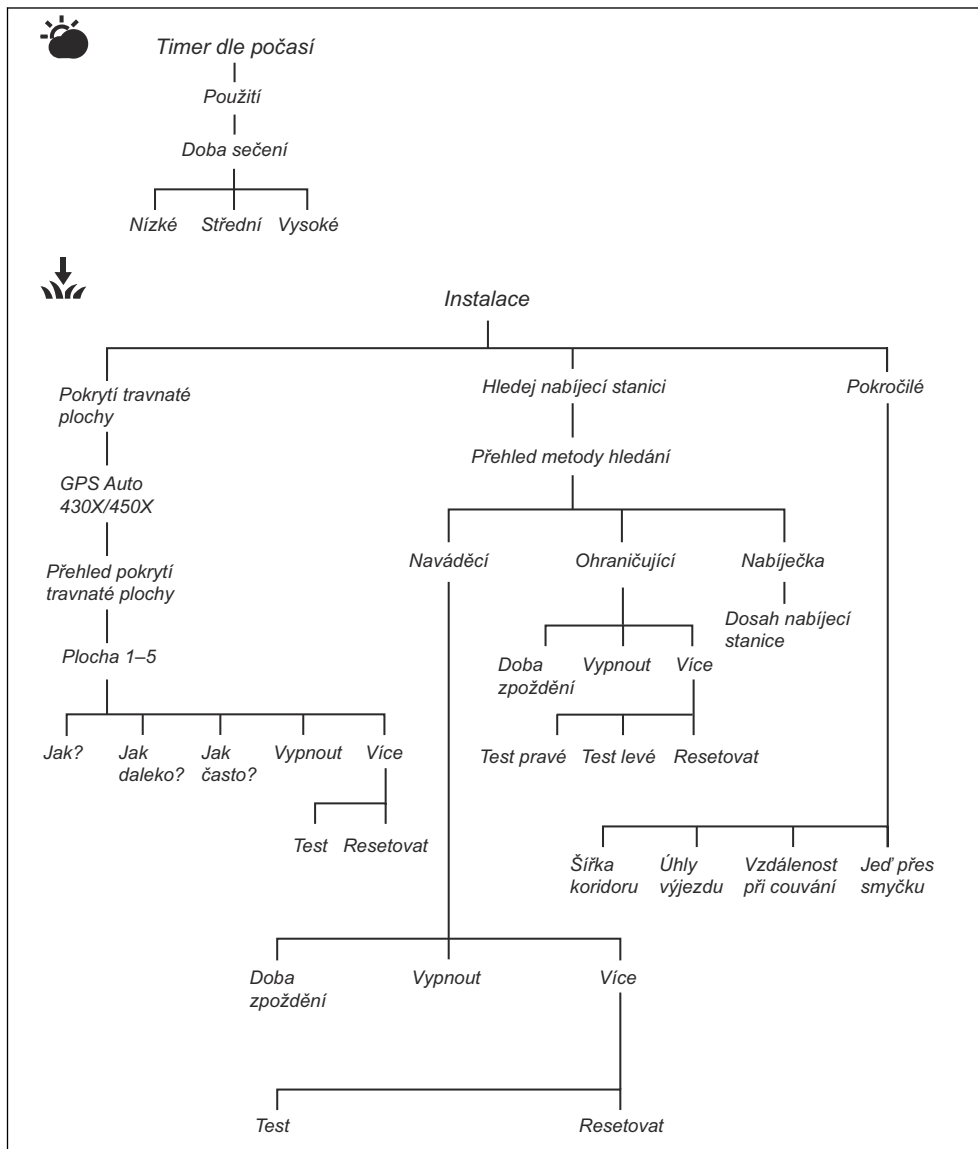 Timer dle počasí
Použití
Doba sečení
Nízké Střední Vysoké
Instalace
Pokrytí travnaté
plochy
Hledej nabíjecí stanici
Pokročilé
Přehled metody hledání
GPS Auto
430X/450X
Naváděcí
Ohraničující
Nabíječka
Přehled pokrytí
travnaté plochy
Dosah nabíjecí
stanice
Plocha 1–5
Doba
zpoždění
Vypnout
Více
Jak?
Jak
daleko?
Jak
často?
Vypnout
Více
Test pravé
Test levé
Resetovat
Test
Resetovat
Šířka
koridoru
Úhly
výjezdu
Vzdálenost
při couvání
Jeď přes
smyčku
Doba
zpoždění
Vypnout
Více
Test
Resetovat